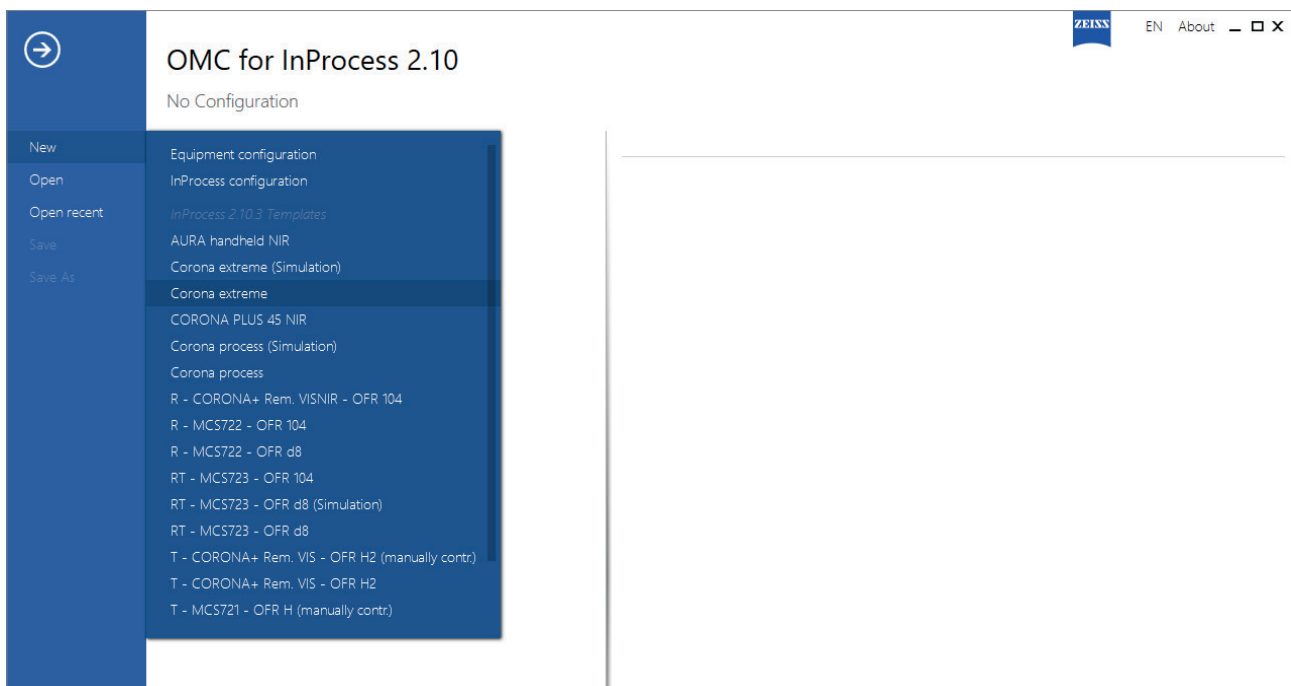 ZEISS
EN About
OMC for InProcess 2.10
No Configuration
New
Open
Open recent
Save
Save As
Equipment configuration
InProcess configuration
InProcess 2.10.3 Templates
AURA handheld NIR
Corona extreme (Simulation)
Corona extreme
CORONA PLUS 45 NIR
Corona process (Simulation)
Corona process
R - CORONA+ Rem. VISNIR - OFR 104
R - MCS722 - OFR 104
R - MCS722 - OFR d8
RT - MCS723 - OFR 104
RT - MCS723 - OFR d8 (Simulation)
RT - MCS723 - OFR d8
T - CORONA+ Rem. VIS - OFR H2 (manually contr.)
T - CORONA+ Rem. VIS - OFR H2
T - MCS721 - OFR H (manually contr.)